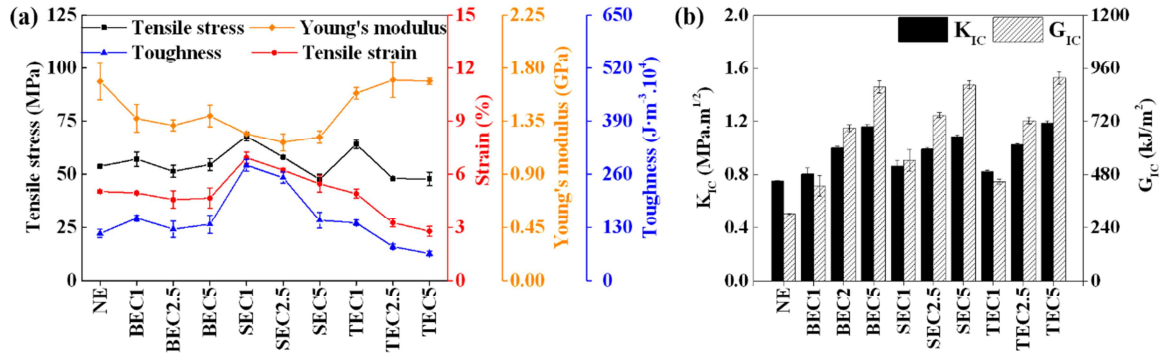 (a)
Tensile stress
Young's modulus
Toughness
Tensile strain
Tensile stress (MPa)
125
100
75
50
25
0
Strain (%)
15
12
9
6
3
0
Young's modulus (GPa)
2.25
1.80
1.35
0.90
0.45
0.00
Toughness (J·m⁻³.10⁴)
650
520
390
260
130
0
NE
BEC1
BEC2.5
BEC5
SEC1
SEC2.5
SEC5
TEC1
TEC2.5
TEC5
(b)
K_IC
G_IC
K_IC (MPa.m^1/2)
2.0
1.6
1.2
0.8
0.4
0.0
G_IC (kJ/m²)
1200
960
720
480
240
0
NE
BEC1
BEC2
BEC5
SEC1
SEC2.5
SEC5
TEC1
TEC2.5
TEC5